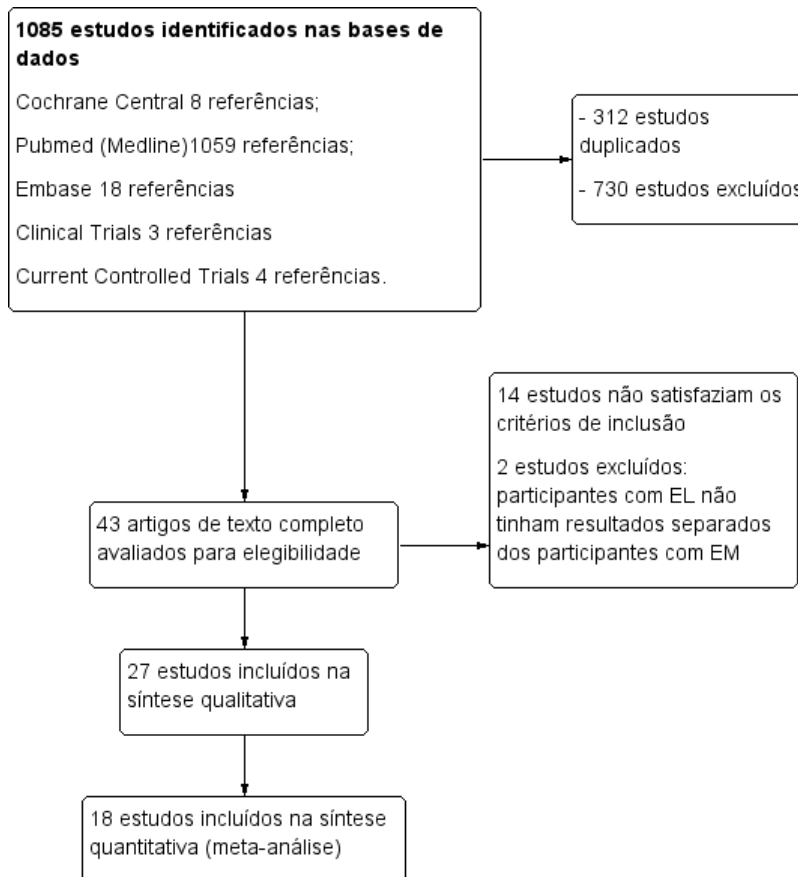 1085 estudos identificados nas bases de
dados
Cochrane Central 8 referências;
Pubmed (Medline)1059 referências;
Embase 18 referências
Clinical Trials 3 referências
Current Controlled Trials 4 referências.
- 312 estudos
duplicados
- 730 estudos excluídos
14 estudos não satisfaziam os
critérios de inclusão
2 estudos excluídos:
participantes com EL não
tinham resultados separados
dos participantes com EM
43 artigos de texto completo
avaliados para elegibilidade
27 estudos incluídos na
síntese qualitativa
18 estudos incluídos na síntese
quantitativa (meta-análise)